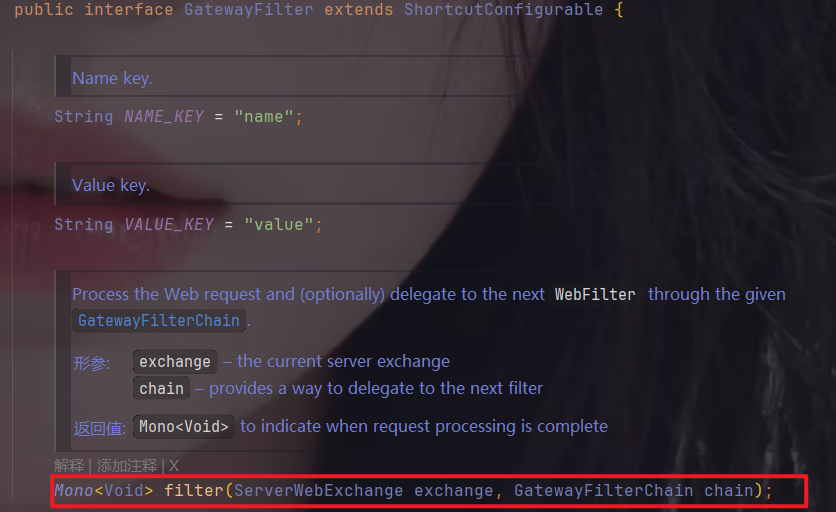 public interface GatewayFilter extends ShortcutConfigurable {
Name key.
String NAME_KEY = "name";
Value key.
String VALUE_KEY = "value";
Process the Web request and (optionally) delegate to the next WebFilter through the given
GatewayFilterChain.
形参: exchange – the current server exchange
chain – provides a way to delegate to the next filter
返回值: Mono<Void> to indicate when request processing is complete
解释 | 添加注释 | X
Mono<Void> filter(ServerWebExchange exchange, GatewayFilterChain chain);